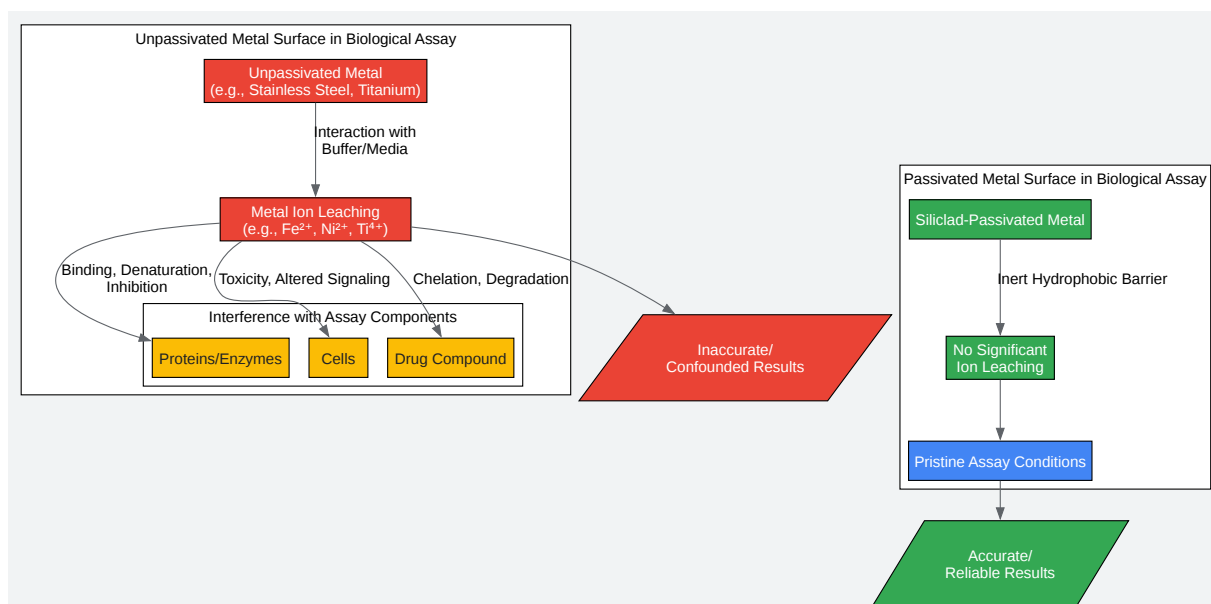 Unpassivated Metal Surface in Biological Assay
Unpassivated Metal
(e.g., Stainless Steel, Titanium)
Interaction with
Buffer/Media
Metal Ion Leaching
(e.g., Fe²⁺, Ni²⁺, Ti⁴⁺)
Binding, Denaturation,
Inhibition
Toxicity, Altered Signaling
Chelation, Degradation
Interference with Assay Components
Proteins/Enzymes
Cells
Drug Compound
Inaccurate/
Confounded Results
Passivated Metal Surface in Biological Assay
Siliclad-Passivated Metal
Inert Hydrophobic Barrier
No Significant
Ion Leaching
Pristine Assay Conditions
Accurate/
Reliable Results